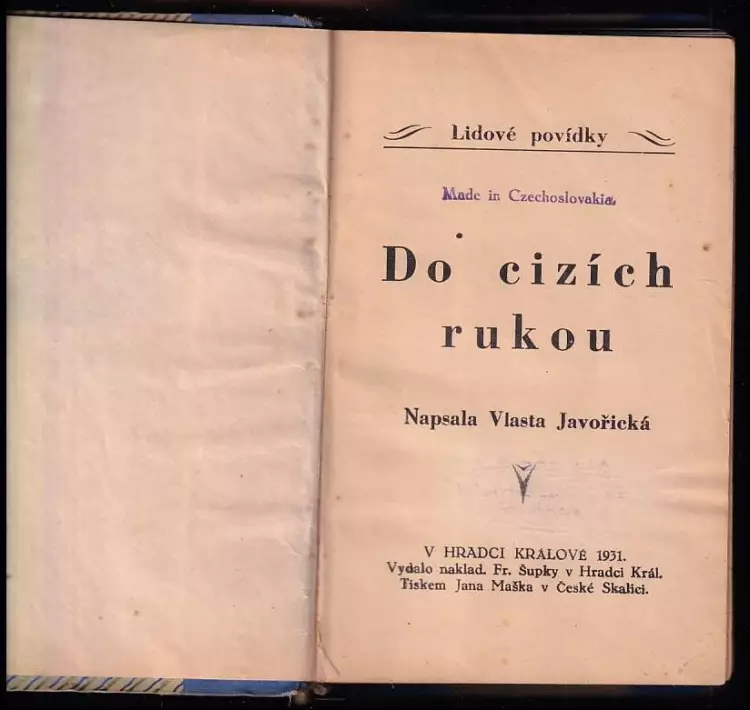 Lidové povídky
Made in Czechoslovakia.
Do cizích
rukou
Napsala Vlasta Javořická
V HRADCI KRÁLOVÉ 1931.
Vydalo naklad. Fr. Šupky v Hradci Král.
Tiskem Jana Maška v České Skalici.